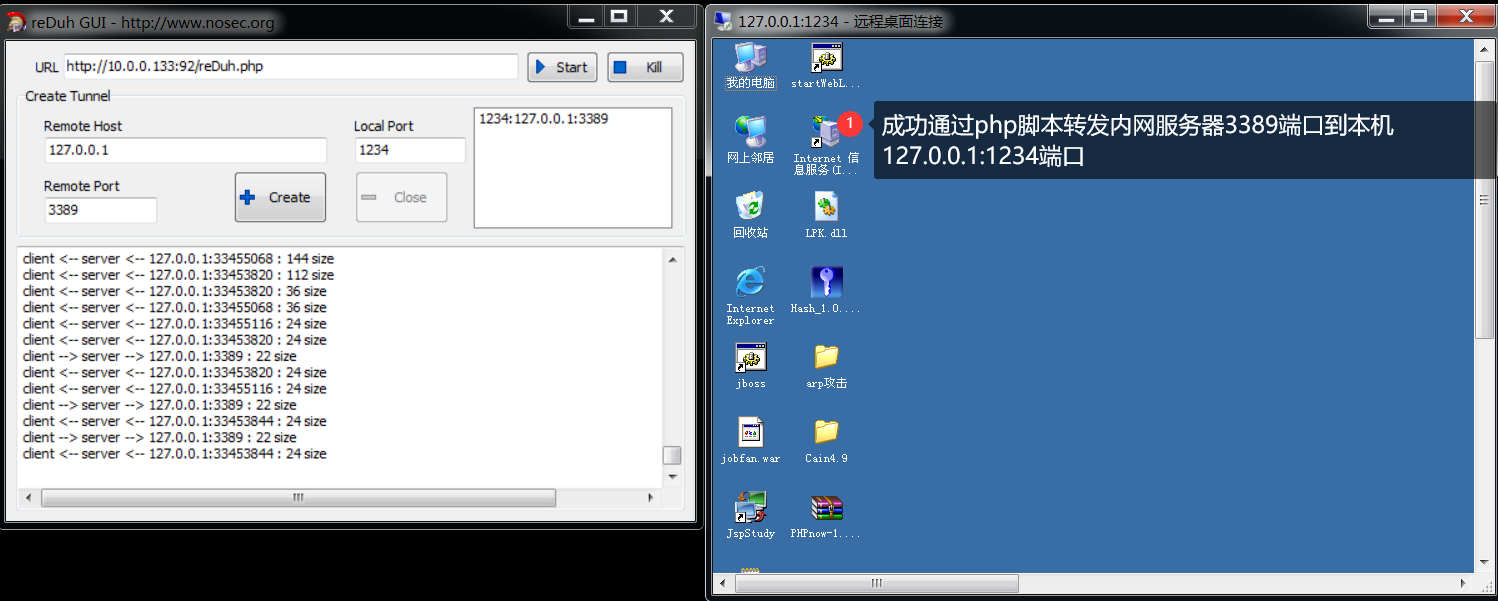 reDuh GUI - http://www.nosec.org
URL http://10.0.0.133:92/reDuh.php Start Kill
Create Tunnel
Remote Host
127.0.0.1
Local Port
1234
Remote Port
3389
Create Close
1234:127.0.0.1:3389
client <-- server <-- 127.0.0.1:33455068 : 144 size
client <-- server <-- 127.0.0.1:33453820 : 112 size
client <-- server <-- 127.0.0.1:33453820 : 36 size
client <-- server <-- 127.0.0.1:33455068 : 36 size
client <-- server <-- 127.0.0.1:33455116 : 24 size
client <-- server <-- 127.0.0.1:33453820 : 24 size
client --> server --> 127.0.0.1:3389 : 22 size
client <-- server <-- 127.0.0.1:33453820 : 24 size
client <-- server <-- 127.0.0.1:33455116 : 24 size
client --> server --> 127.0.0.1:3389 : 22 size
client <-- server <-- 127.0.0.1:33453844 : 24 size
client --> server --> 127.0.0.1:3389 : 22 size
client <-- server <-- 127.0.0.1:33453844 : 24 size
127.0.0.1:1234 - 远程桌面连接
我的电脑
startWebL...
网上邻居
Internet 信
息服务(I...
1
成功通过php脚本转发内网服务器3389端口到本机
127.0.0.1:1234端口
回收站
LPK.dll
Internet
Explorer
Hash_1.0....
jboss
arp攻击
jobfan.war
Cain4.9
JspStudy
PHPnow-1....